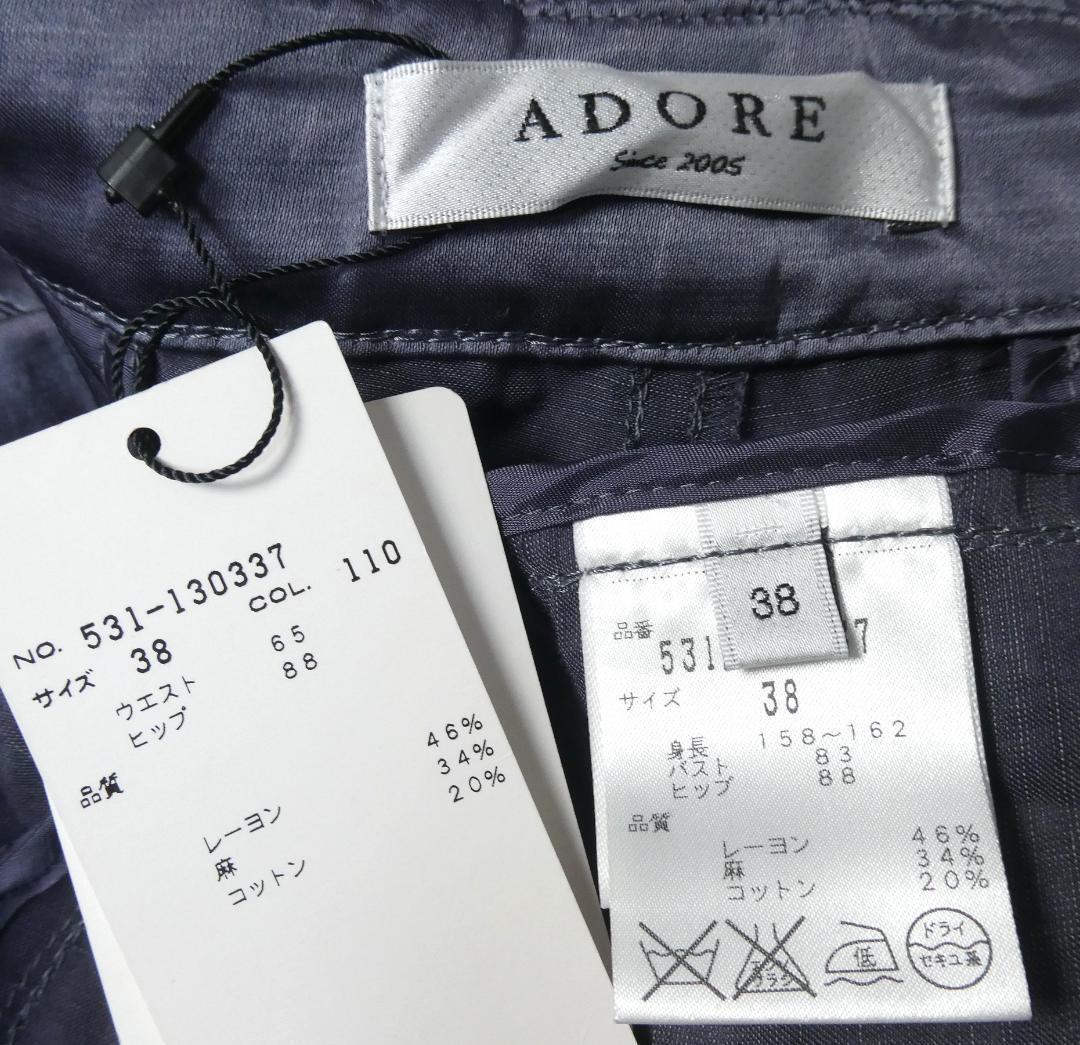 ADORE
Since 2005
NO. 531-130337
COL. 110
サイズ 38
ウエスト 65
ヒップ 88
品質
レーヨン 46%
麻 34%
コットン 20%
38
品番
531 7
サイズ 38
身長 158~162
バスト 83
ヒップ 88
品質
レーヨン 46%
麻 34%
コットン 20%
低
ドライ
セキユ系